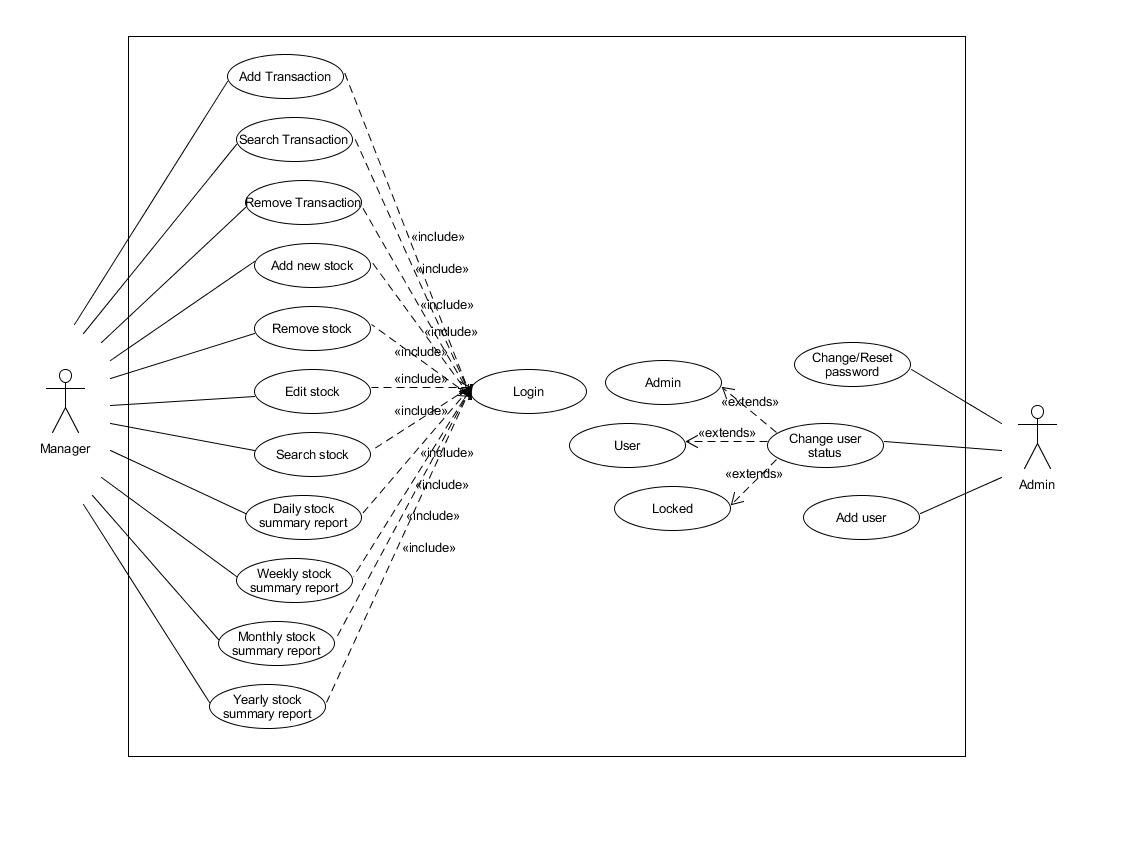 Add Transaction
Search Transaction
Remove Transaction
«include»
Add new stock
«include»
«include»
Remove stock
«include»
«include»
Change/Reset
password
«include»
Edit stock
Login
Admin
«extends»
«include»
«extends»
Change user
status
User
Manager
Search stock
«include»
«extends»
Admin
«include»
Locked
Add user
Daily stock
summary report
«include»
«include»
Weekly stock
summary report
Monthly stock
summary report
Yearly stock
summary report